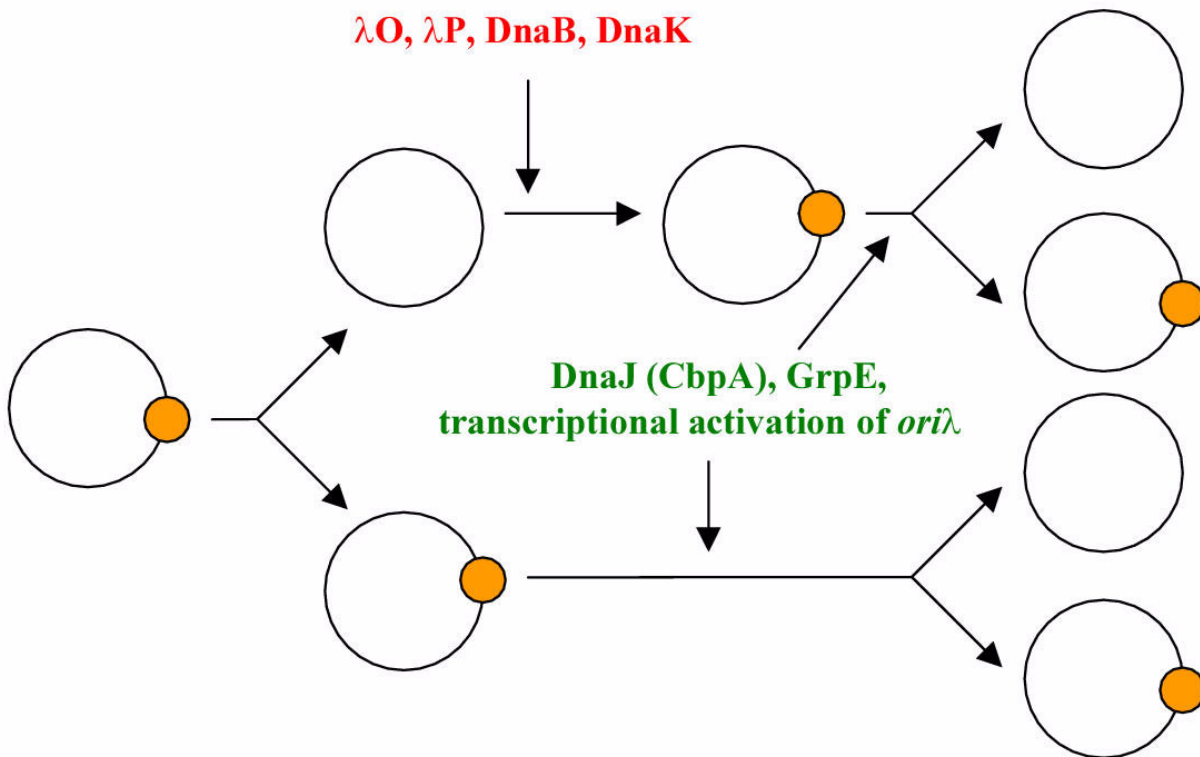 λO, λP, DnaB, DnaK
DnaJ (CbpA), GrpE,
transcriptional activation of oriλ